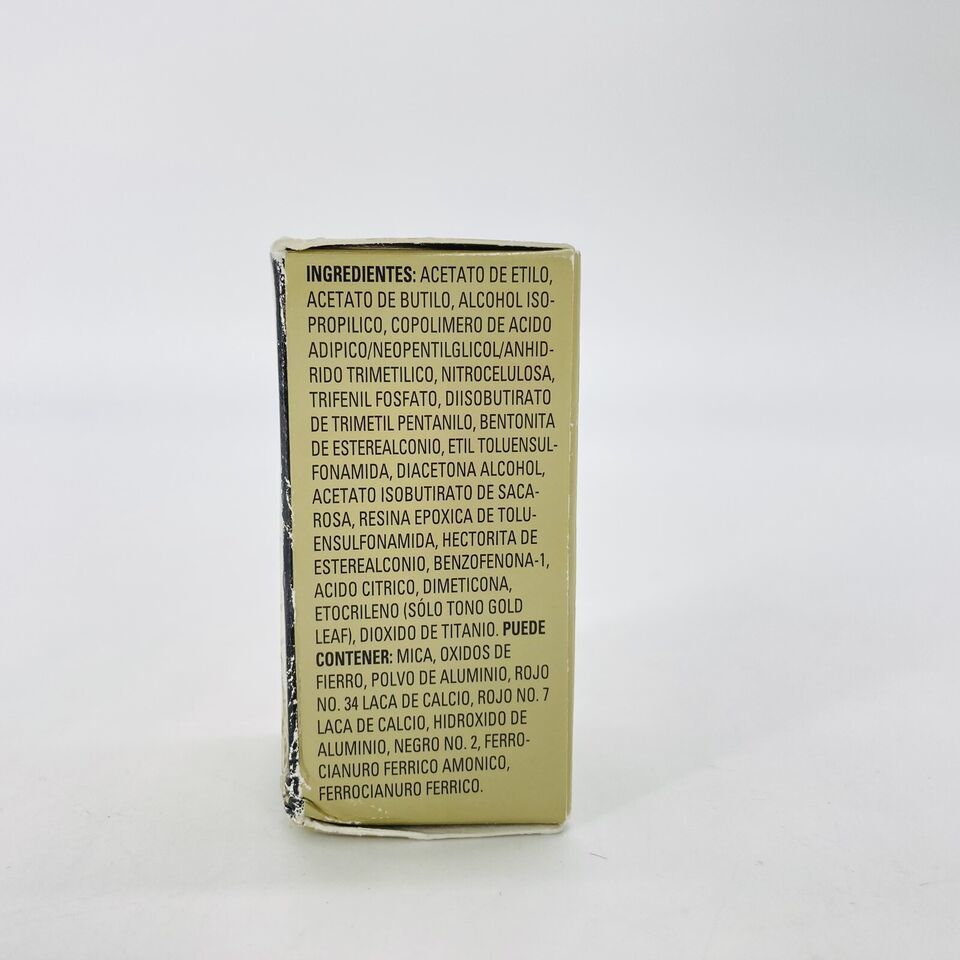 INGREDIENTES: ACETATO DE ETILO,
ACETATO DE BUTILO, ALCOHOL ISO-
PROPILICO, COPOLIMERO DE ACIDO
ADIPICO/NEOPENTILGLICOL/ANHID-
RIDO TRIMETILICO, NITROCELULOSA,
TRIFENIL FOSFATO, DIISOBUTIRATO
DE TRIMETIL PENTANILO, BENTONITA
DE ESTEREALCONIO, ETIL TOLUENSUL-
FONAMIDA, DIACETONA ALCOHOL,
ACETATO ISOBUTIRATO DE SACA-
ROSA, RESINA EPOXICA DE TOLU-
ENSULFONAMIDA, HECTORITA DE
ESTEREALCONIO, BENZOFENONA-1,
ACIDO CITRICO, DIMETICONA,
ETOCRILENO (SÓLO TONO GOLD
LEAF), DIOXIDO DE TITANIO. PUEDE
CONTENER: MICA, OXIDOS DE
FIERRO, POLVO DE ALUMINIO, ROJO
NO. 34 LACA DE CALCIO, ROJO NO. 7
LACA DE CALCIO, HIDROXIDO DE
ALUMINIO, NEGRO NO. 2, FERRO-
CIANURO FERRICO AMONICO,
FERROCIANURO FERRICO.